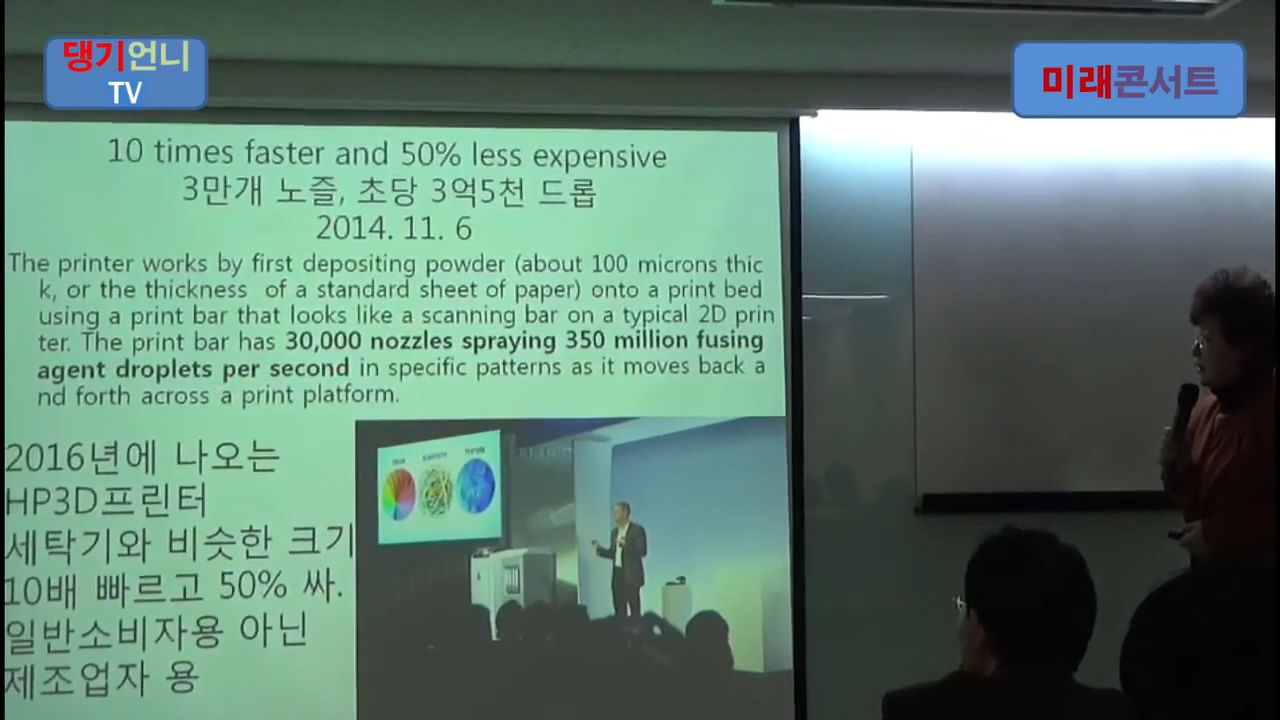 댕기언니
TV
미래콘서트
10 times faster and 50% less expensive
3만개 노즐, 초당 3억5천 드롭
2014. 11. 6
The printer works by first depositing powder (about 100 microns thic
k, or the thickness of a standard sheet of paper) onto a print bed
using a print bar that looks like a scanning bar on a typical 2D prin
ter. The print bar has 30,000 nozzles spraying 350 million fusing
agent droplets per second in specific patterns as it moves back a
nd forth across a print platform.
2016년에 나오는
HP3D프린터
세탁기와 비슷한 크기
10배 빠르고 50% 싸.
일반소비자용 아닌
제조업자 용